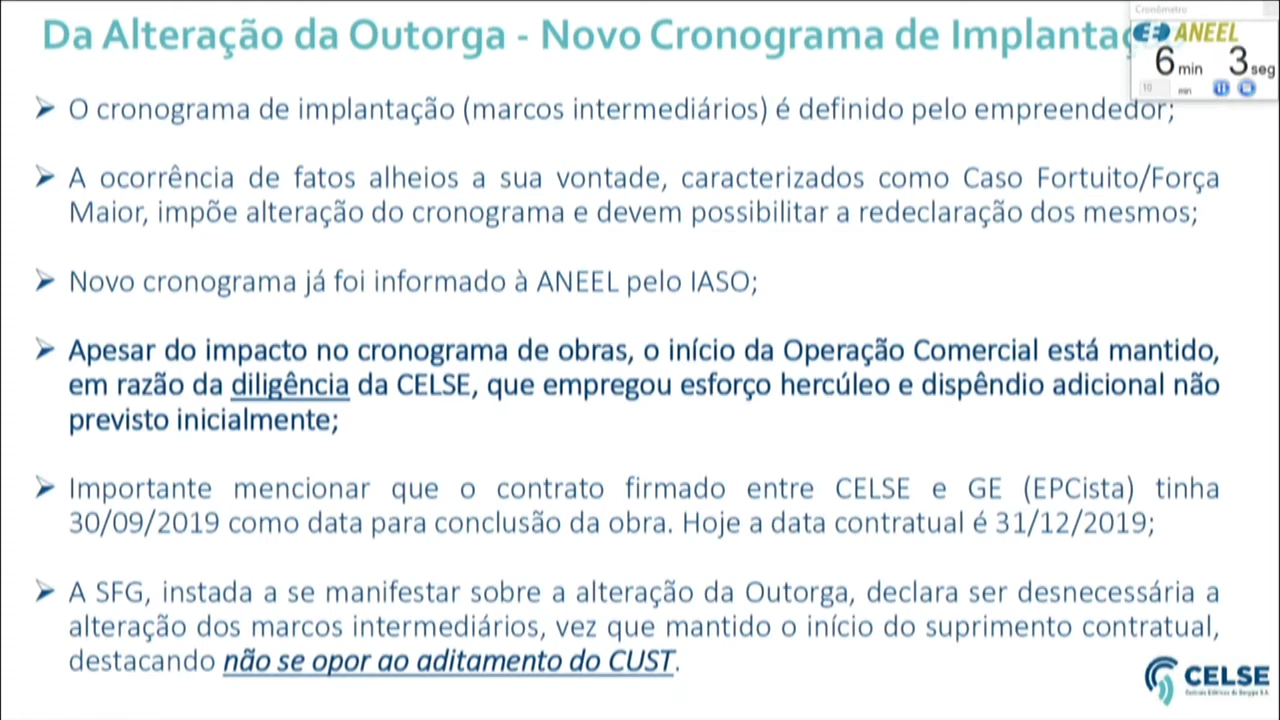 Da Alteração da Outorga - Novo Cronograma de Implantaç
Cronômetro
ANEEL
6 min 3 seg
10 min
➤ O cronograma de implantação (marcos intermediários) é definido pelo empreendedor;
➤ A ocorrência de fatos alheios a sua vontade, caracterizados como Caso Fortuito/Força
Maior, impõe alteração do cronograma e devem possibilitar a redeclaração dos mesmos;
➤ Novo cronograma já foi informado à ANEEL pelo IASO;
➤ Apesar do impacto no cronograma de obras, o início da Operação Comercial está mantido,
em razão da diligência da CELSE, que empregou esforço hercúleo e dispêndio adicional não
previsto inicialmente;
➤ Importante mencionar que o contrato firmado entre CELSE e GE (EPCista) tinha
30/09/2019 como data para conclusão da obra. Hoje a data contratual é 31/12/2019;
➤ A SFG, instada a se manifestar sobre a alteração da Outorga, declara ser desnecessária a
alteração dos marcos intermediários, vez que mantido o início do suprimento contratual,
destacando não se opor ao aditamento do CUST.
CELSE
Centrais Elétricas de Sergipe S.A.